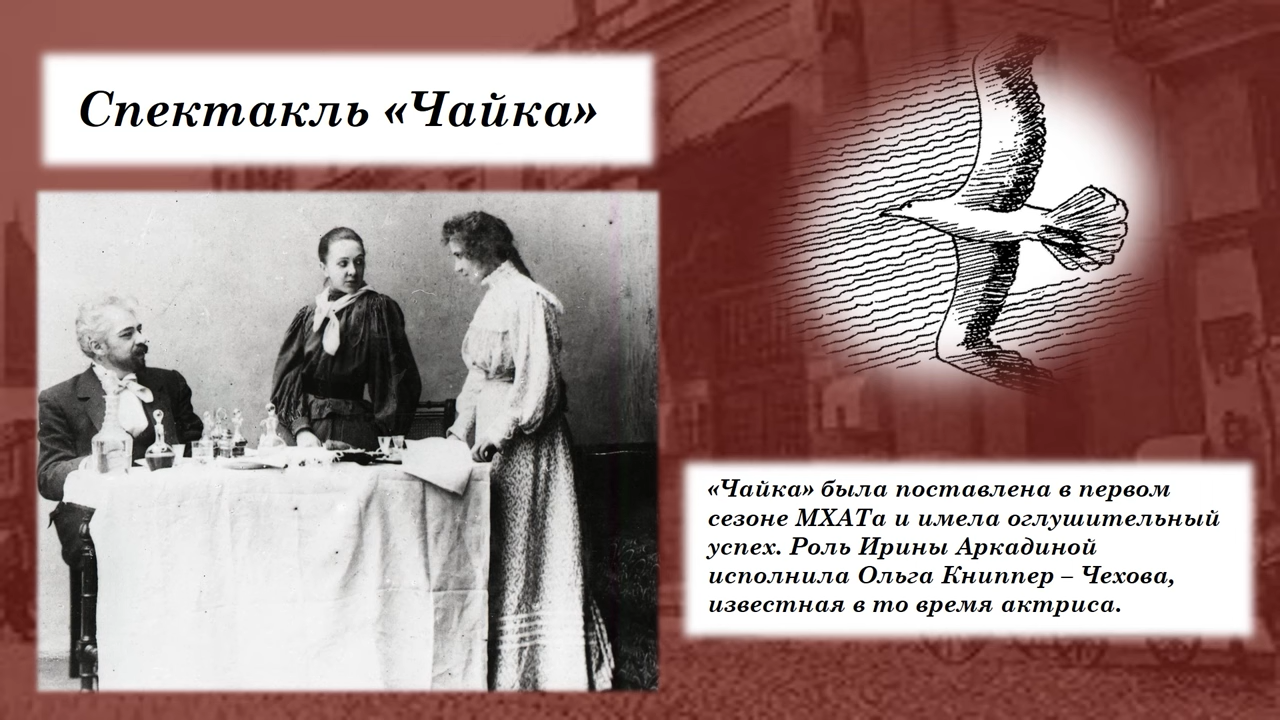 Спектакль «Чайка»
«Чайка» была поставлена в первом
сезоне МХАТа и имела оглушительный
успех. Роль Ирины Аркадиной
исполнила Ольга Книппер – Чехова,
известная в то время актриса.